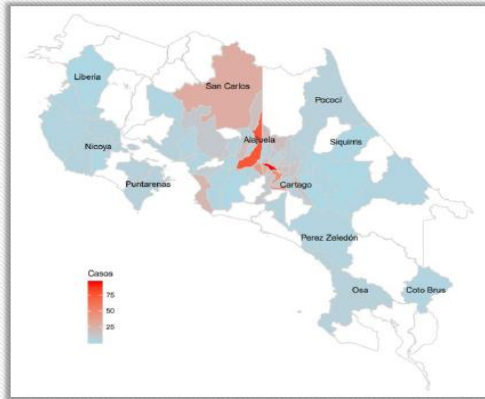 Liberia
San Carlos
Pococí
Alajuela
Siquirris
Nicoya
Cartago
Puntarenas
Perez Zeledón
Casos
75
50
25
Osa
Coto Brus